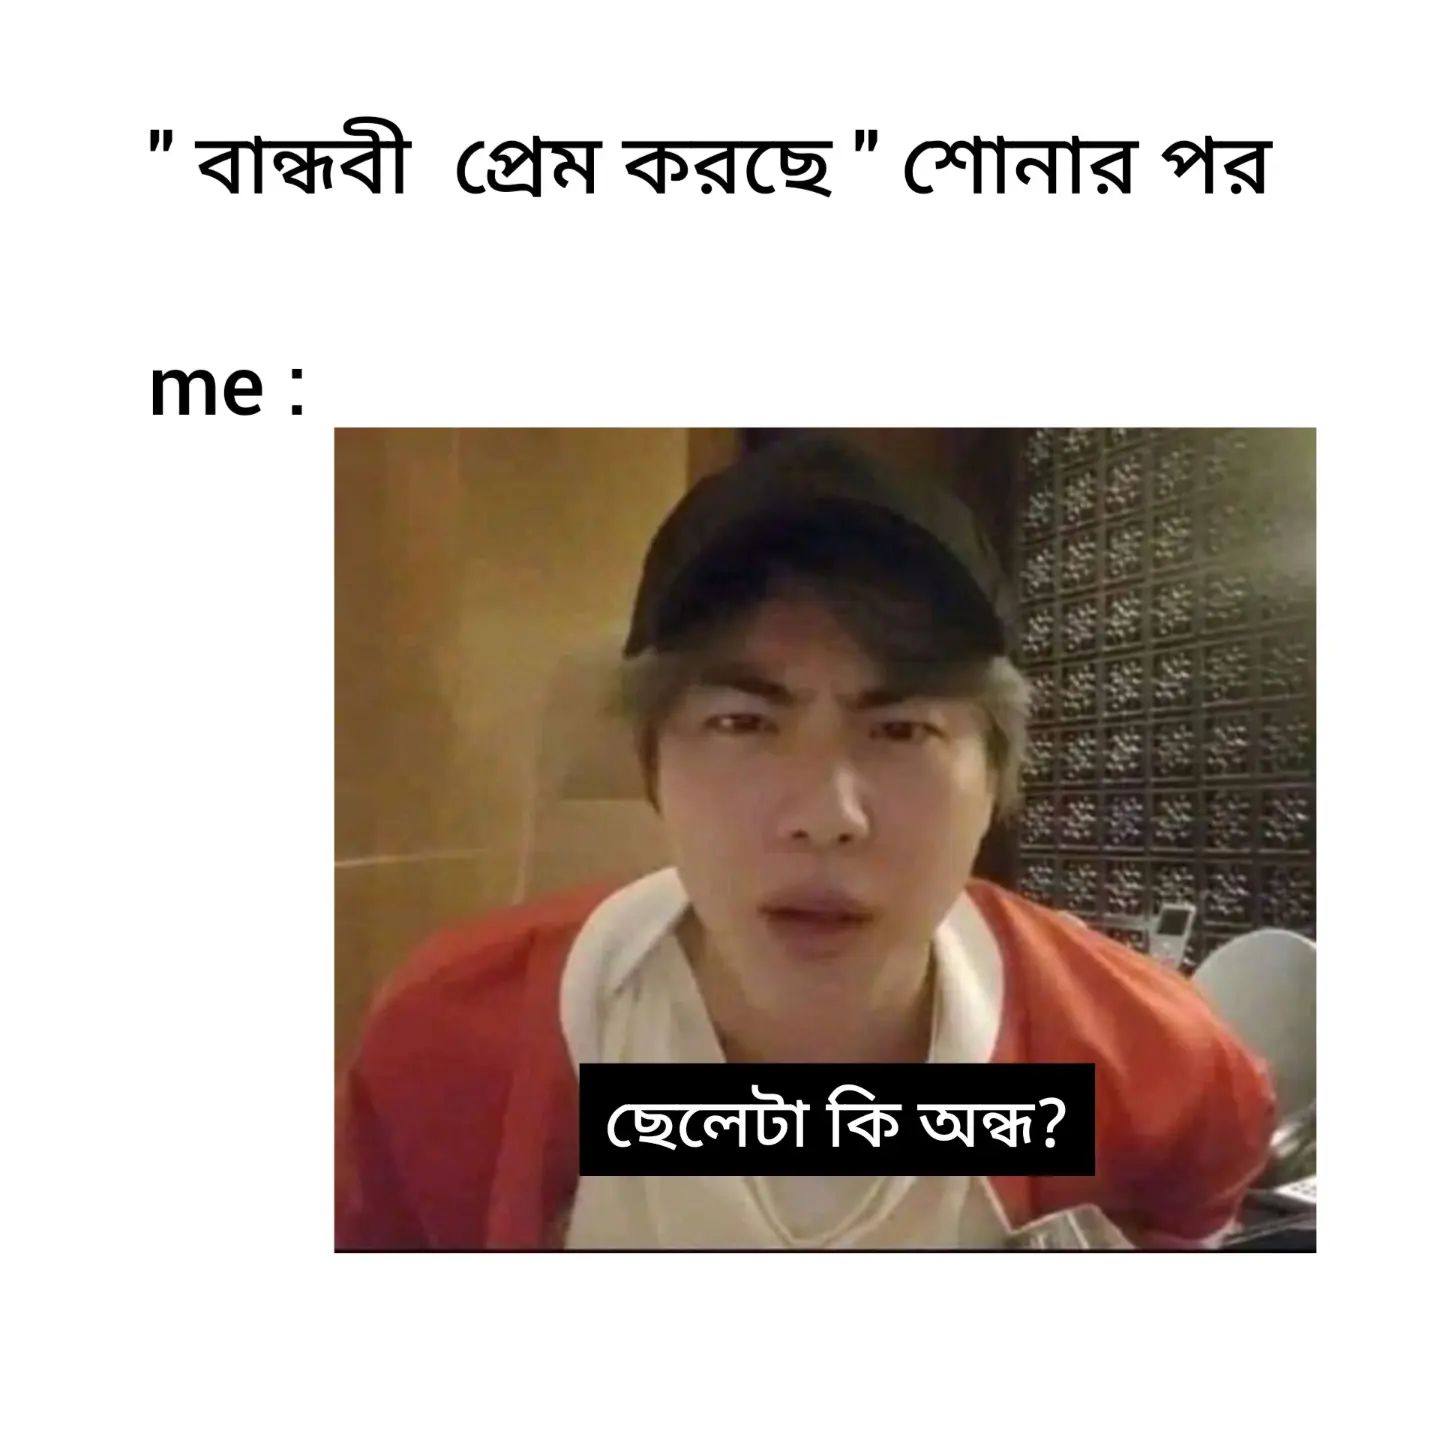 " বান্ধবী প্রেম করছে " শোনার পর
me :
ছেলেটা কি অন্ধ?